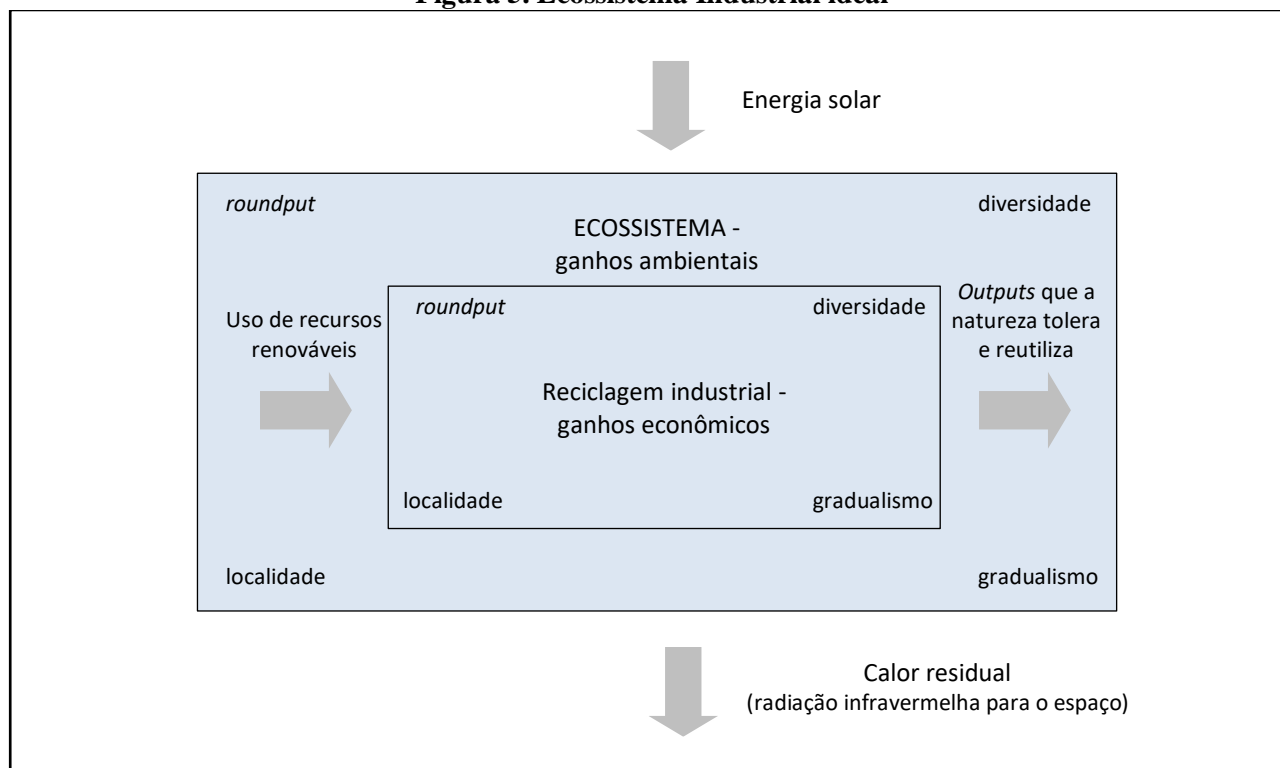 Figura 3. Ecossistema Industrial ideal
Energia solar
roundput
diversidade
ECOSSISTEMA -
ganhos ambientais
Uso de recursos
renováveis
roundput
diversidade
Outputs que a
natureza tolera
e reutiliza
Reciclagem industrial -
ganhos econômicos
localidade
gradualismo
localidade
gradualismo
Calor residual
(radiação infravermelha para o espaço)